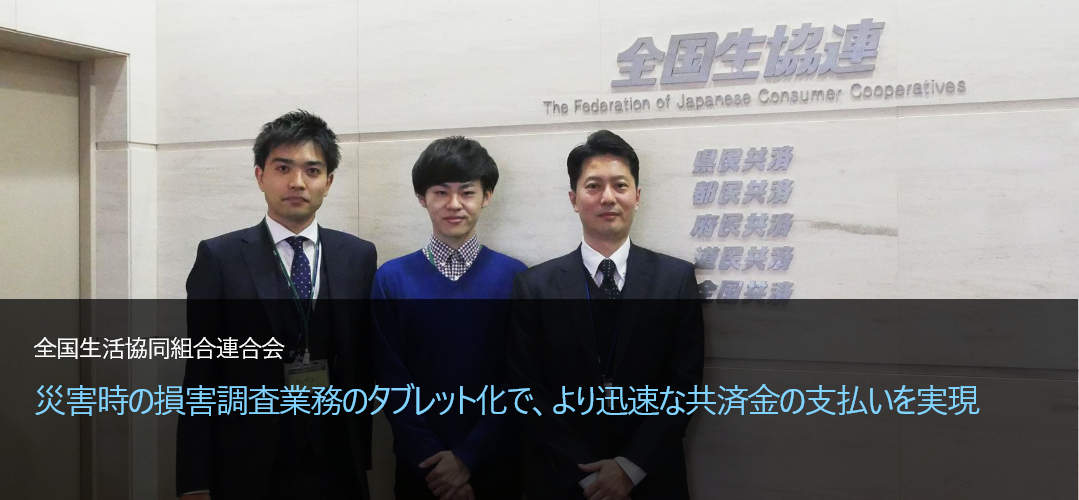 全国生協連
The Federation of Japanese Consumer Cooperatives
県民共済
都民共済
府民共済
道民共済
全国共済
全国生活協同組合連合会
災害時の損害調査業務のタブレット化で、より迅速な共済金の支払いを実現